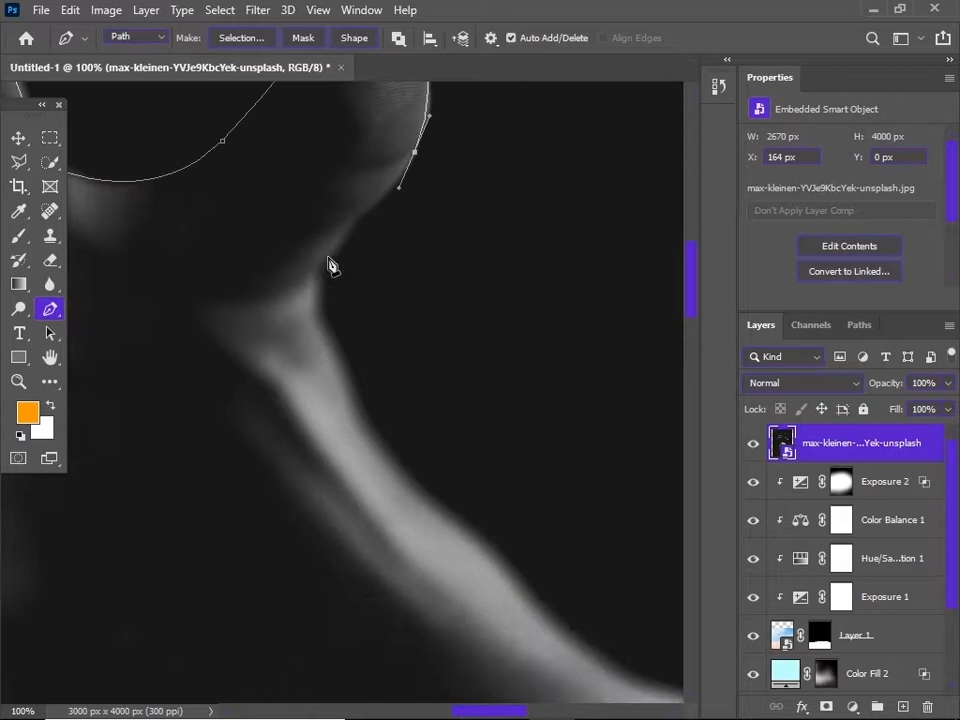 Ps File Edit Image Layer Type Select Filter 3D View Window Help
Path Make: Selection... Mask Shape Auto Add/Delete Align Edges
Untitled-1 @ 100% (max-kleinen-YVJe9KbcYek-unsplash, RGB/8) *
Properties
Embedded Smart Object
W: 2670 px H: 4000 px
X: 164 px Y: 0 px
max-kleinen-YVJe9KbcYek-unsplash.jpg
Don't Apply Layer Comp
Edit Contents
Convert to Linked...
Layers Channels Paths
Kind
Normal Opacity: 100%
Lock: Fill: 100%
max-kleinen-...Yek-unsplash
Exposure 2
Color Balance 1
Hue/Sa...tion 1
Exposure 1
Layer 1
Color Fill 2
fx
100% 3000 px x 4000 px (300 ppi)